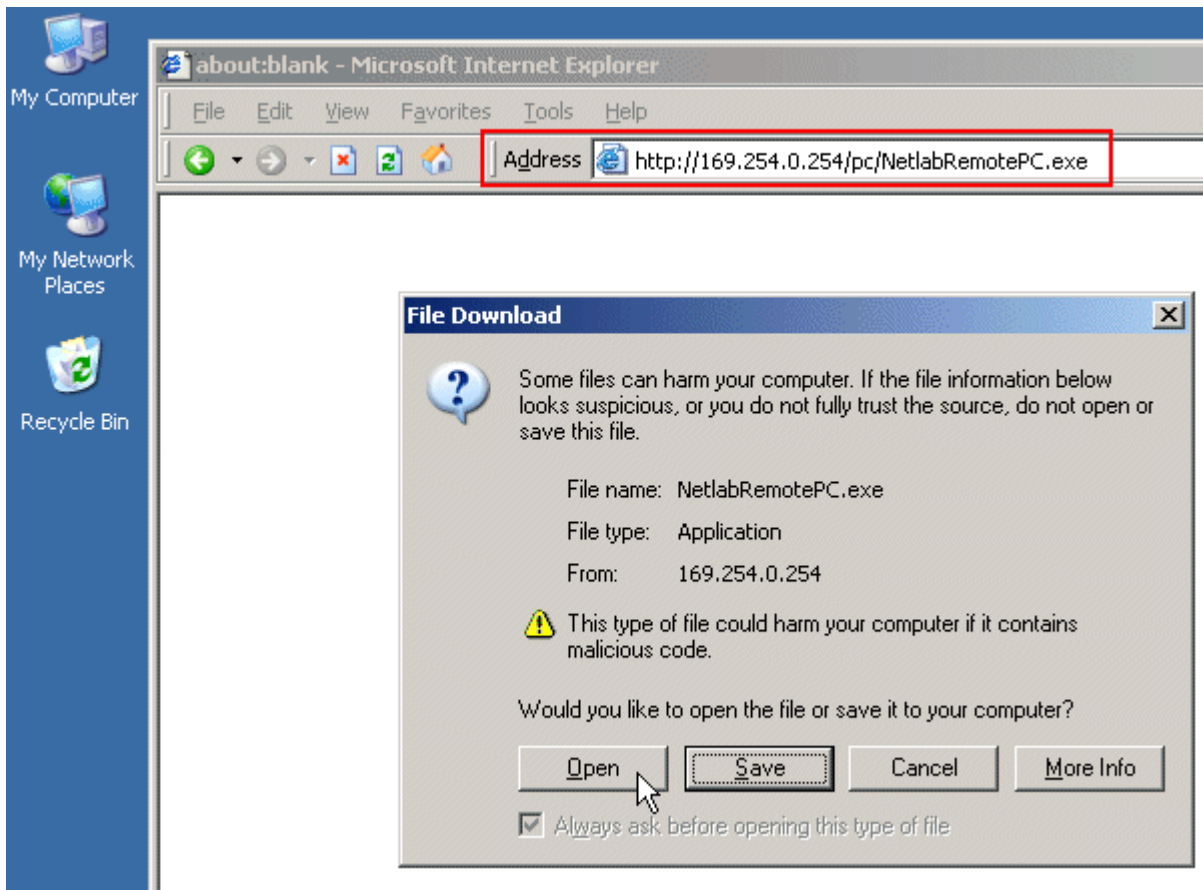 My Computer
My Network
Places
Recycle Bin
about:blank - Microsoft Internet Explorer
File Edit View Favorites Tools Help
Address http://169.254.0.254/pc/NetlabRemotePC.exe
File Download
Some files can harm your computer. If the file information below
looks suspicious, or you do not fully trust the source, do not open or
save this file.
File name: NetlabRemotePC.exe
File type: Application
From: 169.254.0.254
This type of file could harm your computer if it contains
malicious code.
Would you like to open the file or save it to your computer?
Open Save Cancel More Info
Always ask before opening this type of file